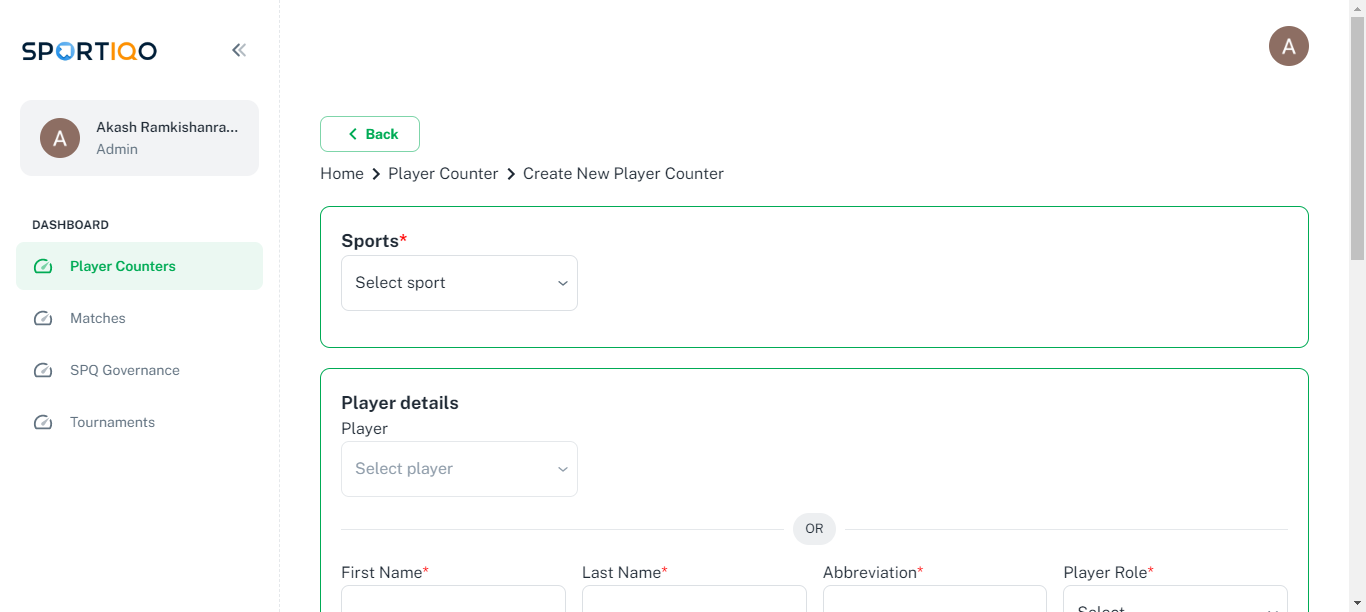 SPORTIQO
A
A
Akash Ramkishanra...
Admin
DASHBOARD
Player Counters
Matches
SPQ Governance
Tournaments
Back
Home > Player Counter > Create New Player Counter
Sports*
Select sport
Player details
Player
Select player
OR
First Name* Last Name* Abbreviation* Player Role*
Select